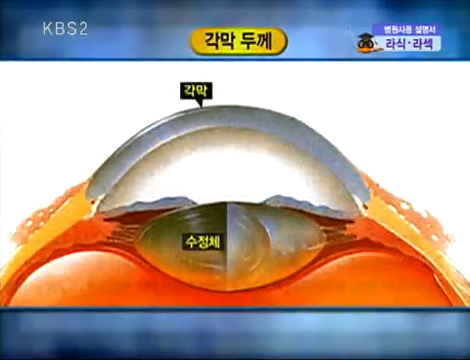 KBS2
각막 두께
병원사용 설명서
라식·라섹
각막
수정체